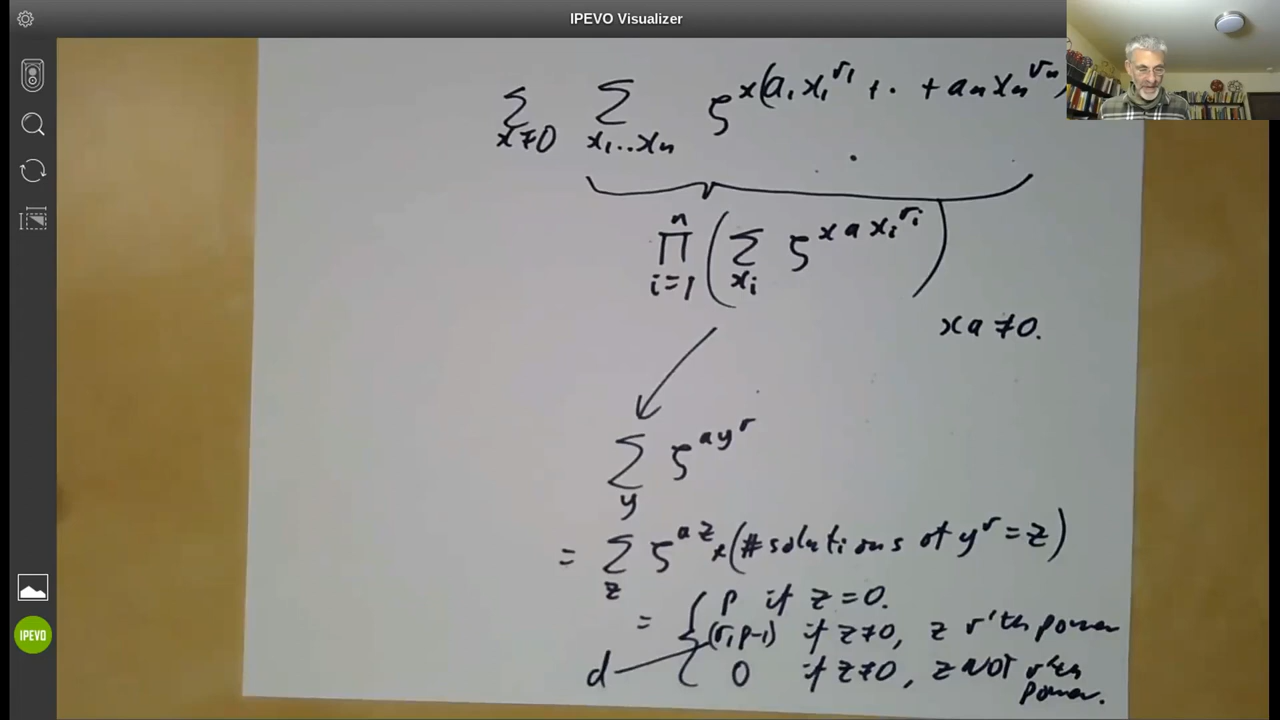 IPEVO Visualizer
∑ ∑ ζ^{x(a₁x₁^{r₁} + ·· + aₙxₙ^{rₙ})}
x≠0 x₁..xₙ
n
∏ ( ∑ ζ^{x a xᵢ^{rᵢ}} )
i=1 xᵢ
xa ≠ 0.
∑ ζ^{ay^r}
y
= ∑ ζ^{az} × (# solutions of y^r = z)
z
= { p if z = 0.
d (r, p-1) if z≠0, z r'th power
0 if z≠0, z NOT r'th
power.
IPEVO